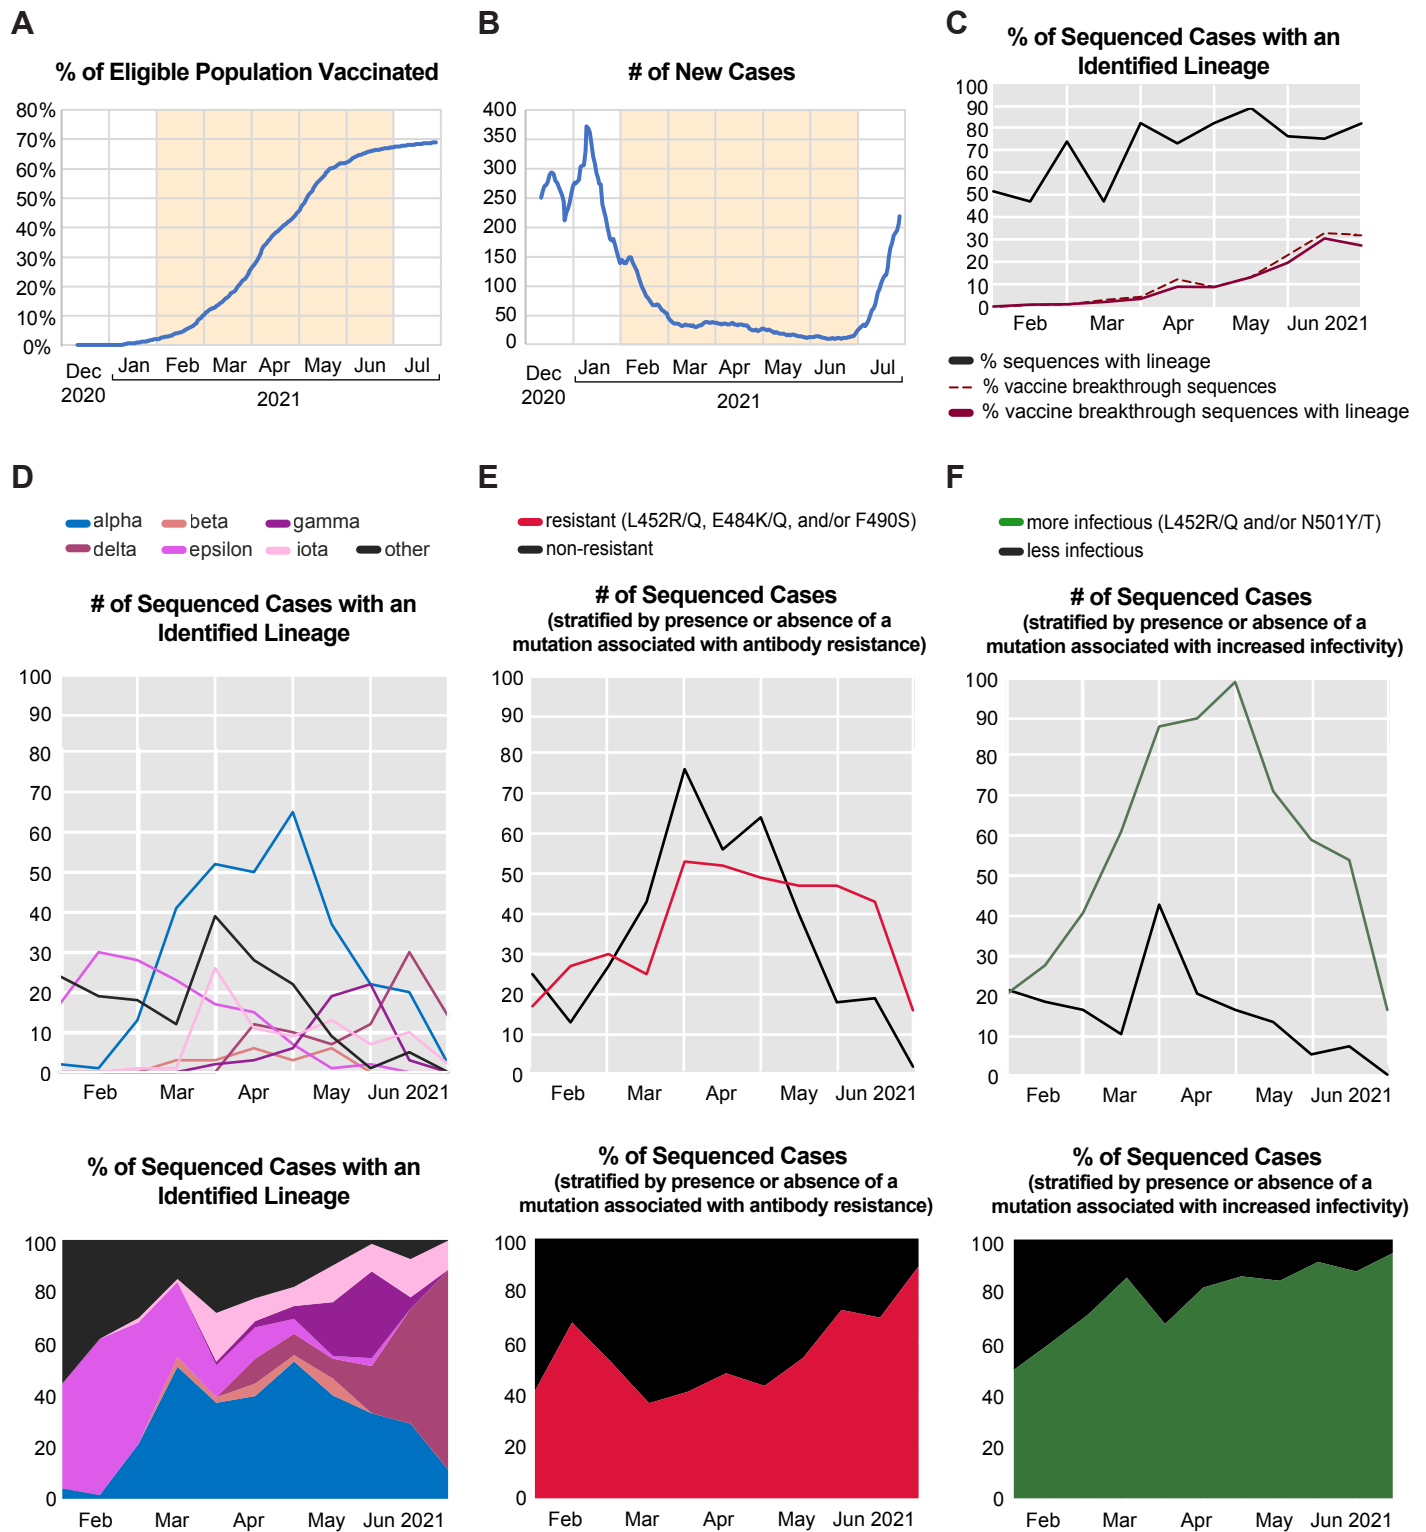 A
% of Eligible Population Vaccinated
80%
70%
60%
50%
40%
30%
20%
10%
0%
Dec
2020
Jan
Feb
Mar
Apr
May
Jun
Jul
2021
B
# of New Cases
400
350
300
250
200
150
100
50
0
Dec
2020
Jan
Feb
Mar
Apr
May
Jun
Jul
2021
C
% of Sequenced Cases with an
Identified Lineage
100
90
80
70
60
50
40
30
20
10
0
Feb
Mar
Apr
May
Jun 2021
% sequences with lineage
% vaccine breakthrough sequences
% vaccine breakthrough sequences with lineage
D
alpha
beta
gamma
delta
epsilon
iota
other
# of Sequenced Cases with an
Identified Lineage
100
90
80
70
60
50
40
30
20
10
0
Feb
Mar
Apr
May
Jun 2021
% of Sequenced Cases with an
Identified Lineage
100
80
60
40
20
0
Feb
Mar
Apr
May
Jun 2021
E
resistant (L452R/Q, E484K/Q, and/or F490S)
non-resistant
# of Sequenced Cases
(stratified by presence or absence of a
mutation associated with antibody resistance)
100
90
80
70
60
50
40
30
20
10
0
Feb
Mar
Apr
May
Jun 2021
% of Sequenced Cases
(stratified by presence or absence of a
mutation associated with antibody resistance)
100
80
60
40
20
0
Feb
Mar
Apr
May
Jun 2021
F
more infectious (L452R/Q and/or N501Y/T)
less infectious
# of Sequenced Cases
(stratified by presence or absence of a
mutation associated with increased infectivity)
100
90
80
70
60
50
40
30
20
10
0
Feb
Mar
Apr
May
Jun 2021
% of Sequenced Cases
(stratified by presence or absence of a
mutation associated with increased infectivity)
100
80
60
40
20
0
Feb
Mar
Apr
May
Jun 2021